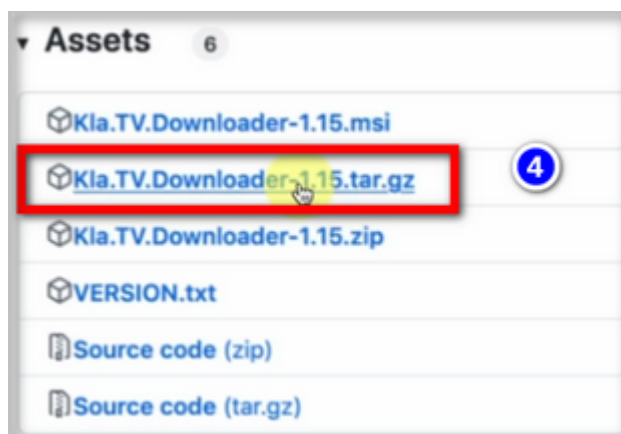 Assets 6
Kla.TV.Downloader-1.15.msi
Kla.TV.Downloader-1.15.tar.gz 4
Kla.TV.Downloader-1.15.zip
VERSION.txt
Source code (zip)
Source code (tar.gz)